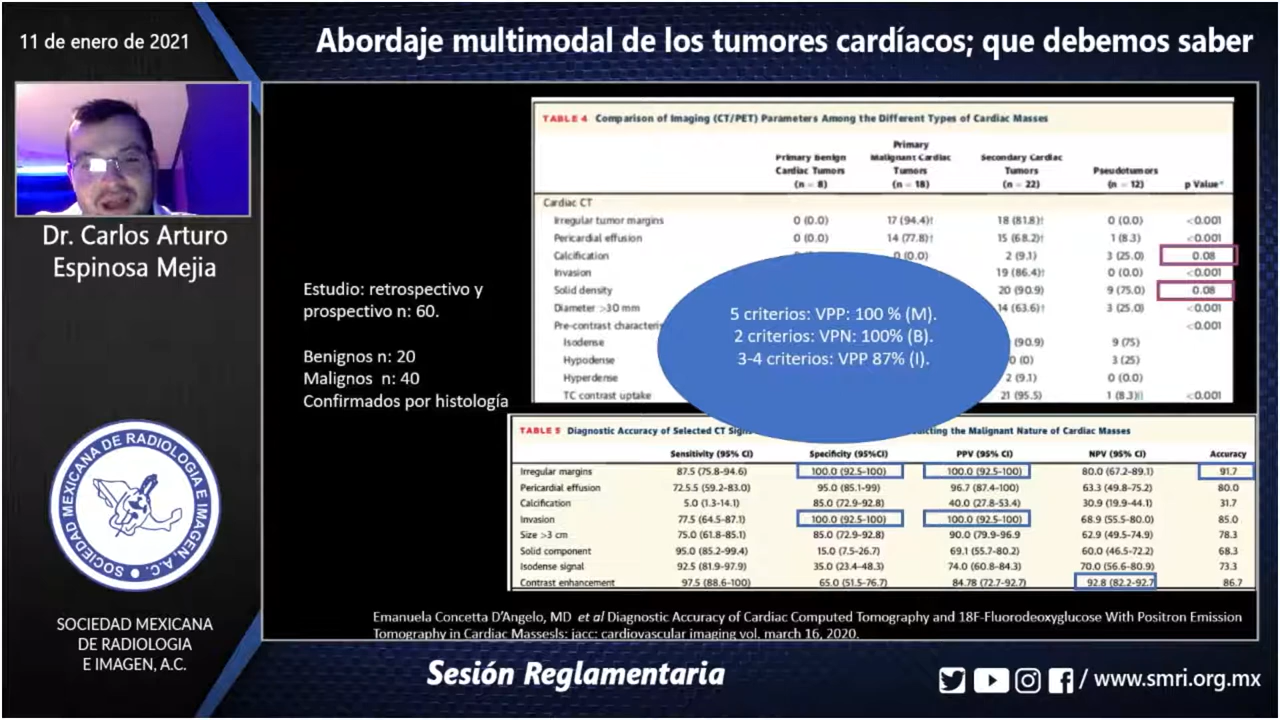 11 de enero de 2021
Abordaje multimodal de los tumores cardíacos; que debemos saber
Dr. Carlos Arturo
Espinosa Mejia
Estudio: retrospectivo y
prospectivo n: 60.
Benignos n: 20
Malignos n: 40
Confirmados por histología
TABLE 4 Comparison of Imaging (CT/PET) Parameters Among the Different Types of Cardiac Masses
Primary Benign Cardiac Tumors (n = 8) Primary Malignant Cardiac Tumors (n = 18) Secondary Cardiac Tumors (n = 22) Pseudotumors (n = 12) p Value*
Cardiac CT
Irregular tumor margins 0 (0.0) 17 (94.4)† 18 (81.8)† 0 (0.0) <0.001
Pericardial effusion 0 (0.0) 14 (77.8)† 15 (68.2)† 1 (8.3) <0.001
Calcification 0 (0.0) 2 (9.1) 3 (25.0) 0.08
Invasion 19 (86.4)† 0 (0.0) <0.001
Solid density 20 (90.9) 9 (75.0) 0.08
Diameter >30 mm 14 (63.6)† 3 (25.0) <0.001
Pre-contrast <0.001
Isodense (90.9) 9 (75)
Hypodense (0) 3 (25)
Hyperdense 2 (9.1) 0 (0.0)
TC contrast uptake 21 (95.5) 1 (8.3) <0.001
5 criterios: VPP: 100 % (M).
2 criterios: VPN: 100% (B).
3-4 criterios: VPP 87% (I).
TABLE 5 Diagnostic Accuracy of Selected CT the Malignant Nature of Cardiac Masses
Sensitivity (95% CI) Specificity (95%CI) PPV (95% CI) NPV (95% CI) Accuracy
Irregular margins 87.5 (75.8-94.6) 100.0 (92.5-100) 100.0 (92.5-100) 80.0 (67.2-89.1) 91.7
Pericardial effusion 72.5.5 (59.2-83.0) 95.0 (85.1-99) 96.7 (87.4-100) 63.3 (49.8-75.2) 80.0
Calcification 5.0 (1.3-14.1) 85.0 (72.9-92.8) 40.0 (27.8-53.4) 30.9 (19.9-44.1) 31.7
Invasion 77.5 (64.5-87.1) 100.0 (92.5-100) 100.0 (92.5-100) 68.9 (55.5-80.0) 85.0
Size >3 cm 75.0 (61.8-85.1) 85.0 (72.9-92.8) 90.0 (79.9-96.9 62.9 (49.5-74.9) 78.3
Solid component 95.0 (85.2-99.4) 15.0 (7.5-26.7) 69.1 (55.7-80.2) 60.0 (46.5-72.2) 68.3
Isodense signal 92.5 (81.9-97.9) 35.0 (23.4-48.3) 74.0 (60.8-84.3) 70.0 (56.6-80.9) 73.3
Contrast enhancement 97.5 (88.6-100) 65.0 (51.5-76.7) 84.78 (72.7-92.7) 92.8 (82.2-92.7 86.7
Emanuela Concetta D'Angelo, MD et al Diagnostic Accuracy of Cardiac Computed Tomography and 18F-Fluorodeoxyglucose With Positron Emission
Tomography in Cardiac Massesls: jacc: cardiovascular imaging vol, march 16, 2020.
SOCIEDAD MEXICANA DE RADIOLOGIA E IMAGEN, A.C.
SOCIEDAD MEXICANA
DE RADIOLOGIA
E IMAGEN, A.C.
Sesión Reglamentaria
/ www.smri.org.mx